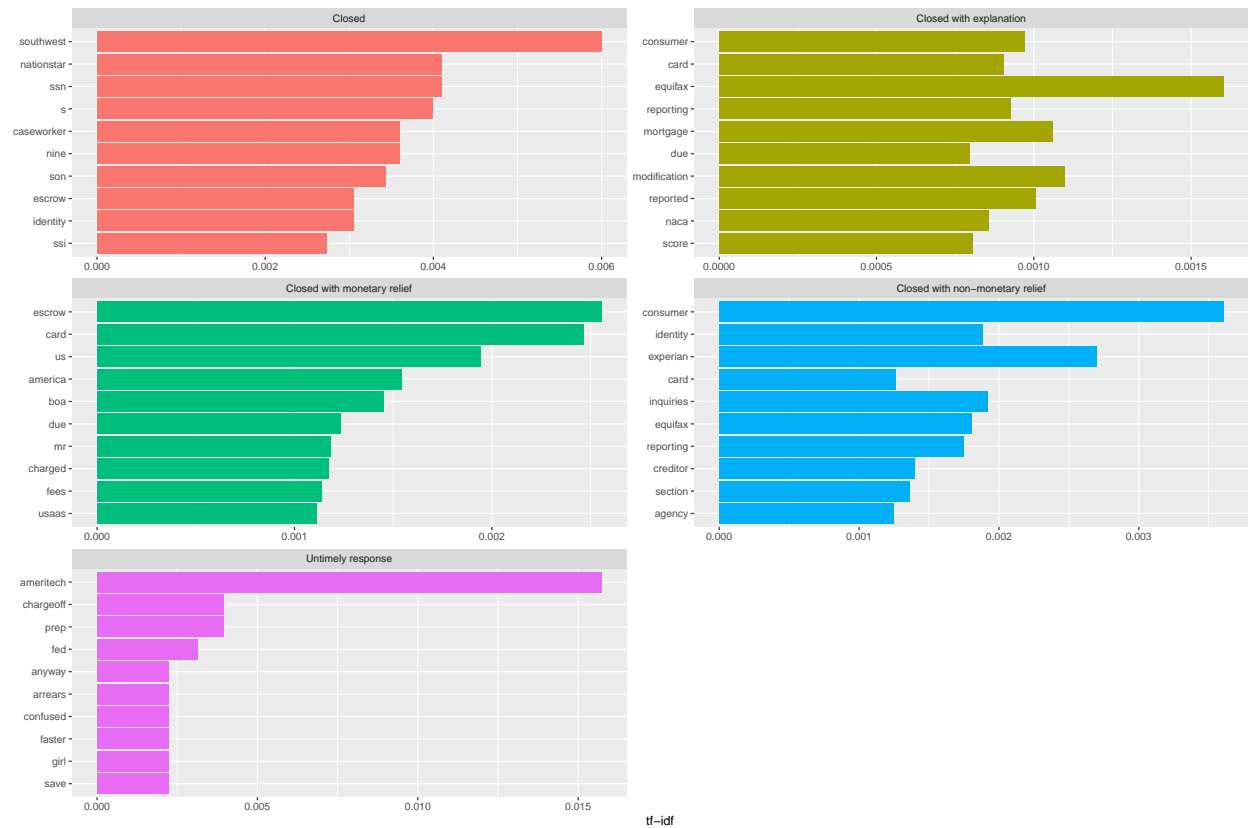 Closed
southwest
nationstar
ssn
s
caseworker
nine
son
escrow
identity
ssi
0.000 0.002 0.004 0.006
Closed with explanation
consumer
card
equifax
reporting
mortgage
due
modification
reported
naca
score
0.0000 0.0005 0.0010 0.0015
Closed with monetary relief
escrow
card
us
america
boa
due
mr
charged
fees
usaas
0.000 0.001 0.002
Closed with non−monetary relief
consumer
identity
experian
card
inquiries
equifax
reporting
creditor
section
agency
0.000 0.001 0.002 0.003
Untimely response
ameritech
chargeoff
prep
fed
anyway
arrears
confused
faster
girl
save
0.000 0.005 0.010 0.015
tf−idf